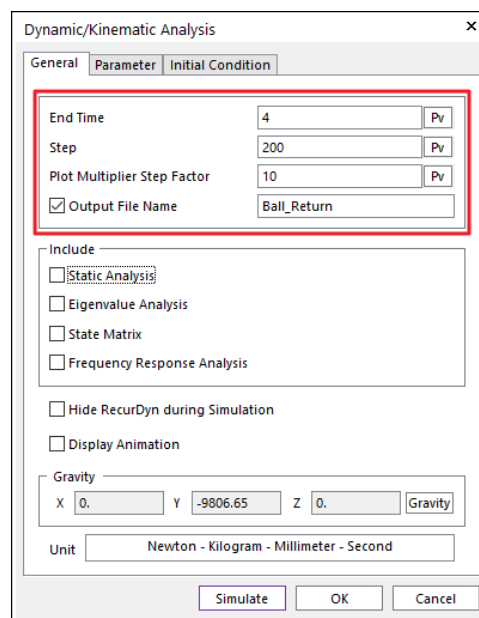 Dynamic/Kinematic Analysis
General Parameter Initial Condition
End Time 4 Pv
Step 200 Pv
Plot Multiplier Step Factor 10 Pv
Output File Name Ball_Return
Include
Static Analysis
Eigenvalue Analysis
State Matrix
Frequency Response Analysis
Hide RecurDyn during Simulation
Display Animation
Gravity
X 0. Y -9806.65 Z 0. Gravity
Unit Newton - Kilogram - Millimeter - Second
Simulate OK Cancel